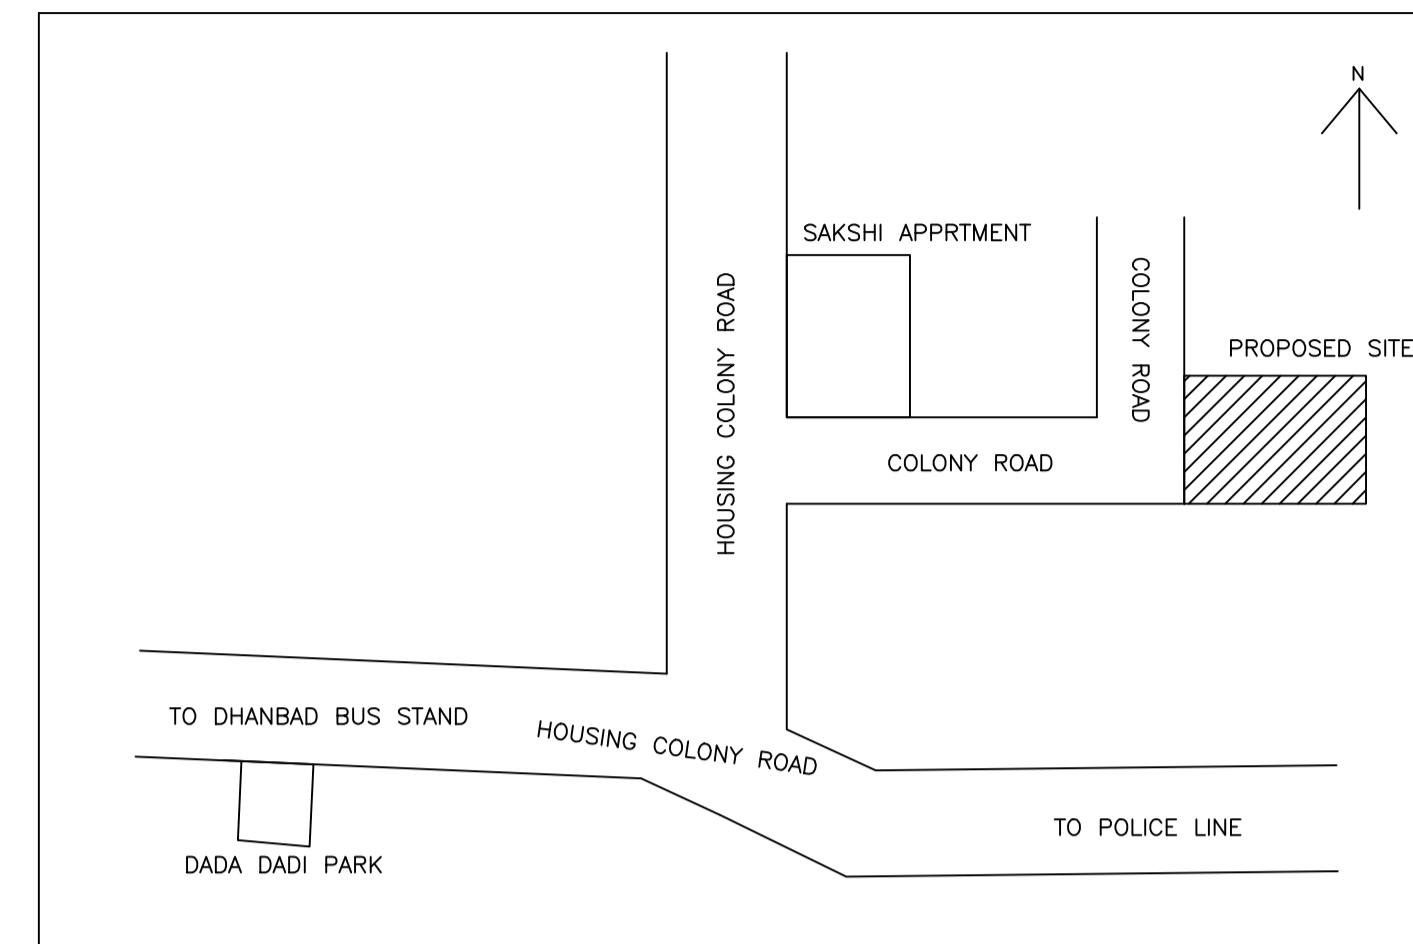 N
SAKSHI APPRTMENT
COLONY ROAD
HOUSING COLONY ROAD
PROPOSED SITE
COLONY ROAD
TO DHANBAD BUS STAND
HOUSING COLONY ROAD
TO POLICE LINE
DADA DADI PARK